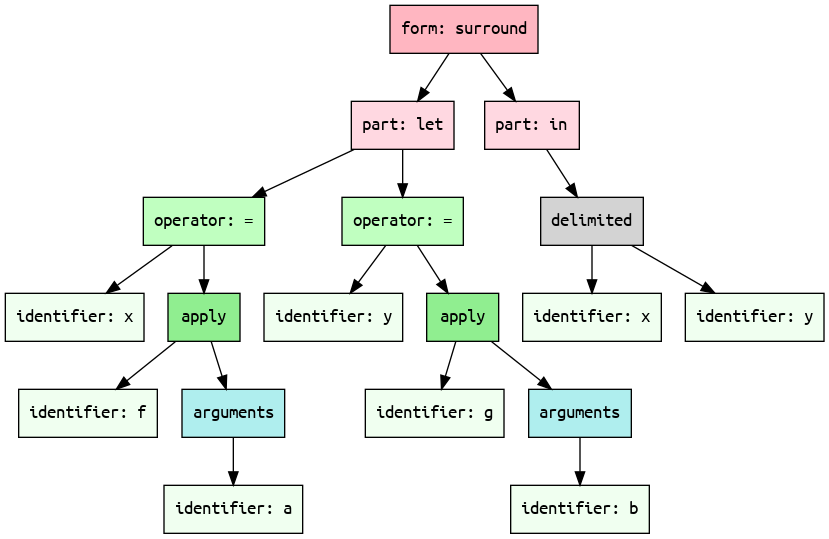 form: surround
part: let
part: in
operator: =
operator: =
delimited
identifier: x
apply
identifier: y
apply
identifier: x
identifier: y
identifier: f
arguments
identifier: g
arguments
identifier: a
identifier: b